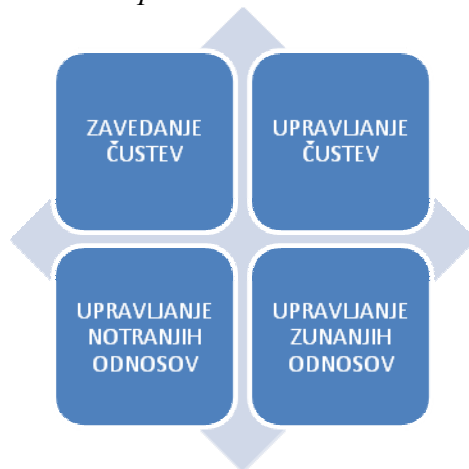 ZAVEDANJE
ČUSTEV
UPRAVLJANJE
ČUSTEV
UPRAVLJANJE
NOTRANJIH
ODNOSOV
UPRAVLJANJE
ZUNANJIH
ODNOSOV